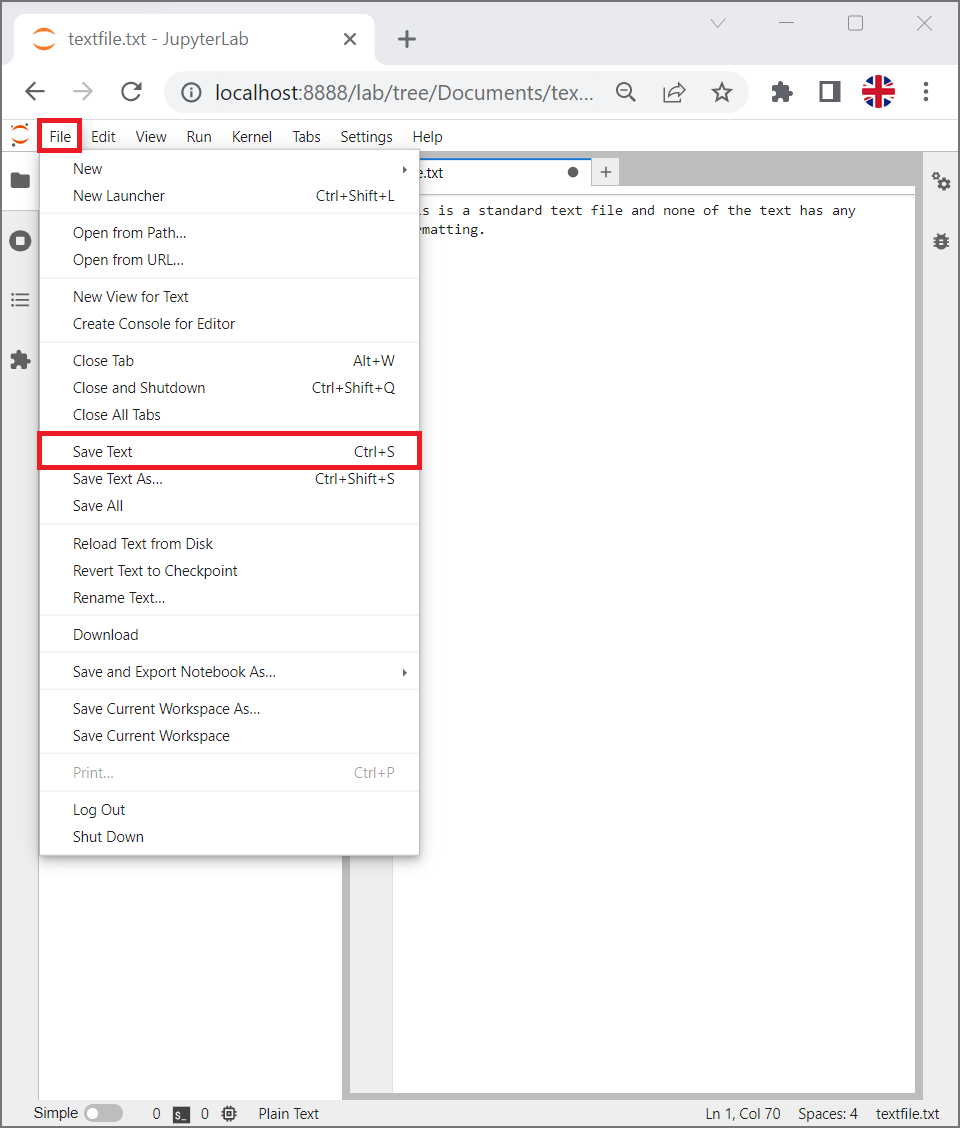 textfile.txt - JupyterLab
localhost:8888/lab/tree/Documents/tex...
File Edit View Run Kernel Tabs Settings Help
New
New Launcher Ctrl+Shift+L
Open from Path...
Open from URL...
New View for Text
Create Console for Editor
Close Tab Alt+W
Close and Shutdown Ctrl+Shift+Q
Close All Tabs
Save Text Ctrl+S
Save Text As... Ctrl+Shift+S
Save All
Reload Text from Disk
Revert Text to Checkpoint
Rename Text...
Download
Save and Export Notebook As...
Save Current Workspace As...
Save Current Workspace
Print... Ctrl+P
Log Out
Shut Down
e.txt
s is a standard text file and none of the text has any
matting.
Simple 0 $_ 0 Plain Text Ln 1, Col 70 Spaces: 4 textfile.txt